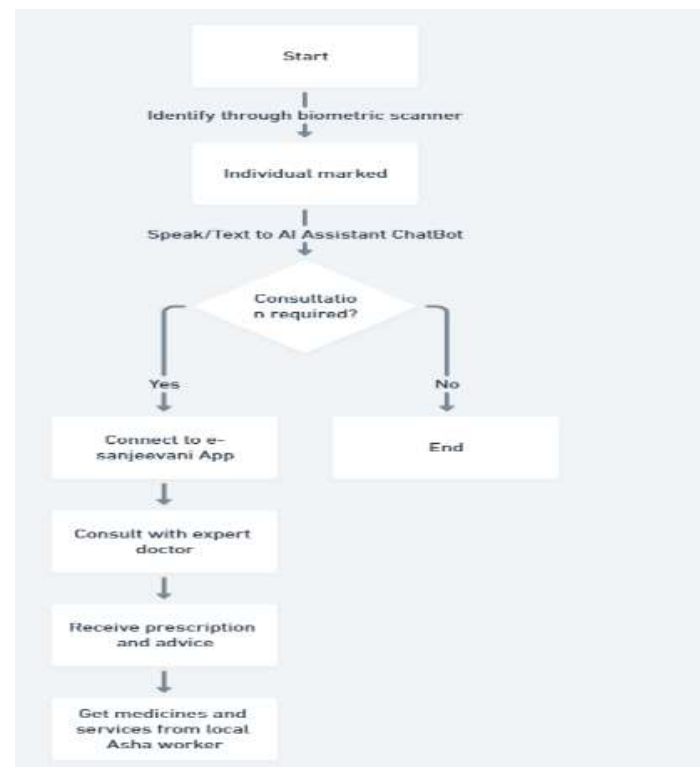 Start
Identify through biometric scanner
Individual marked
Speak/Text to AI Assistant ChatBot
Consultatio
n required?
Yes
No
Connect to e-
sanjeevani App
End
Consult with expert
doctor
Receive prescription
and advice
Get medicines and
services from local
Asha worker